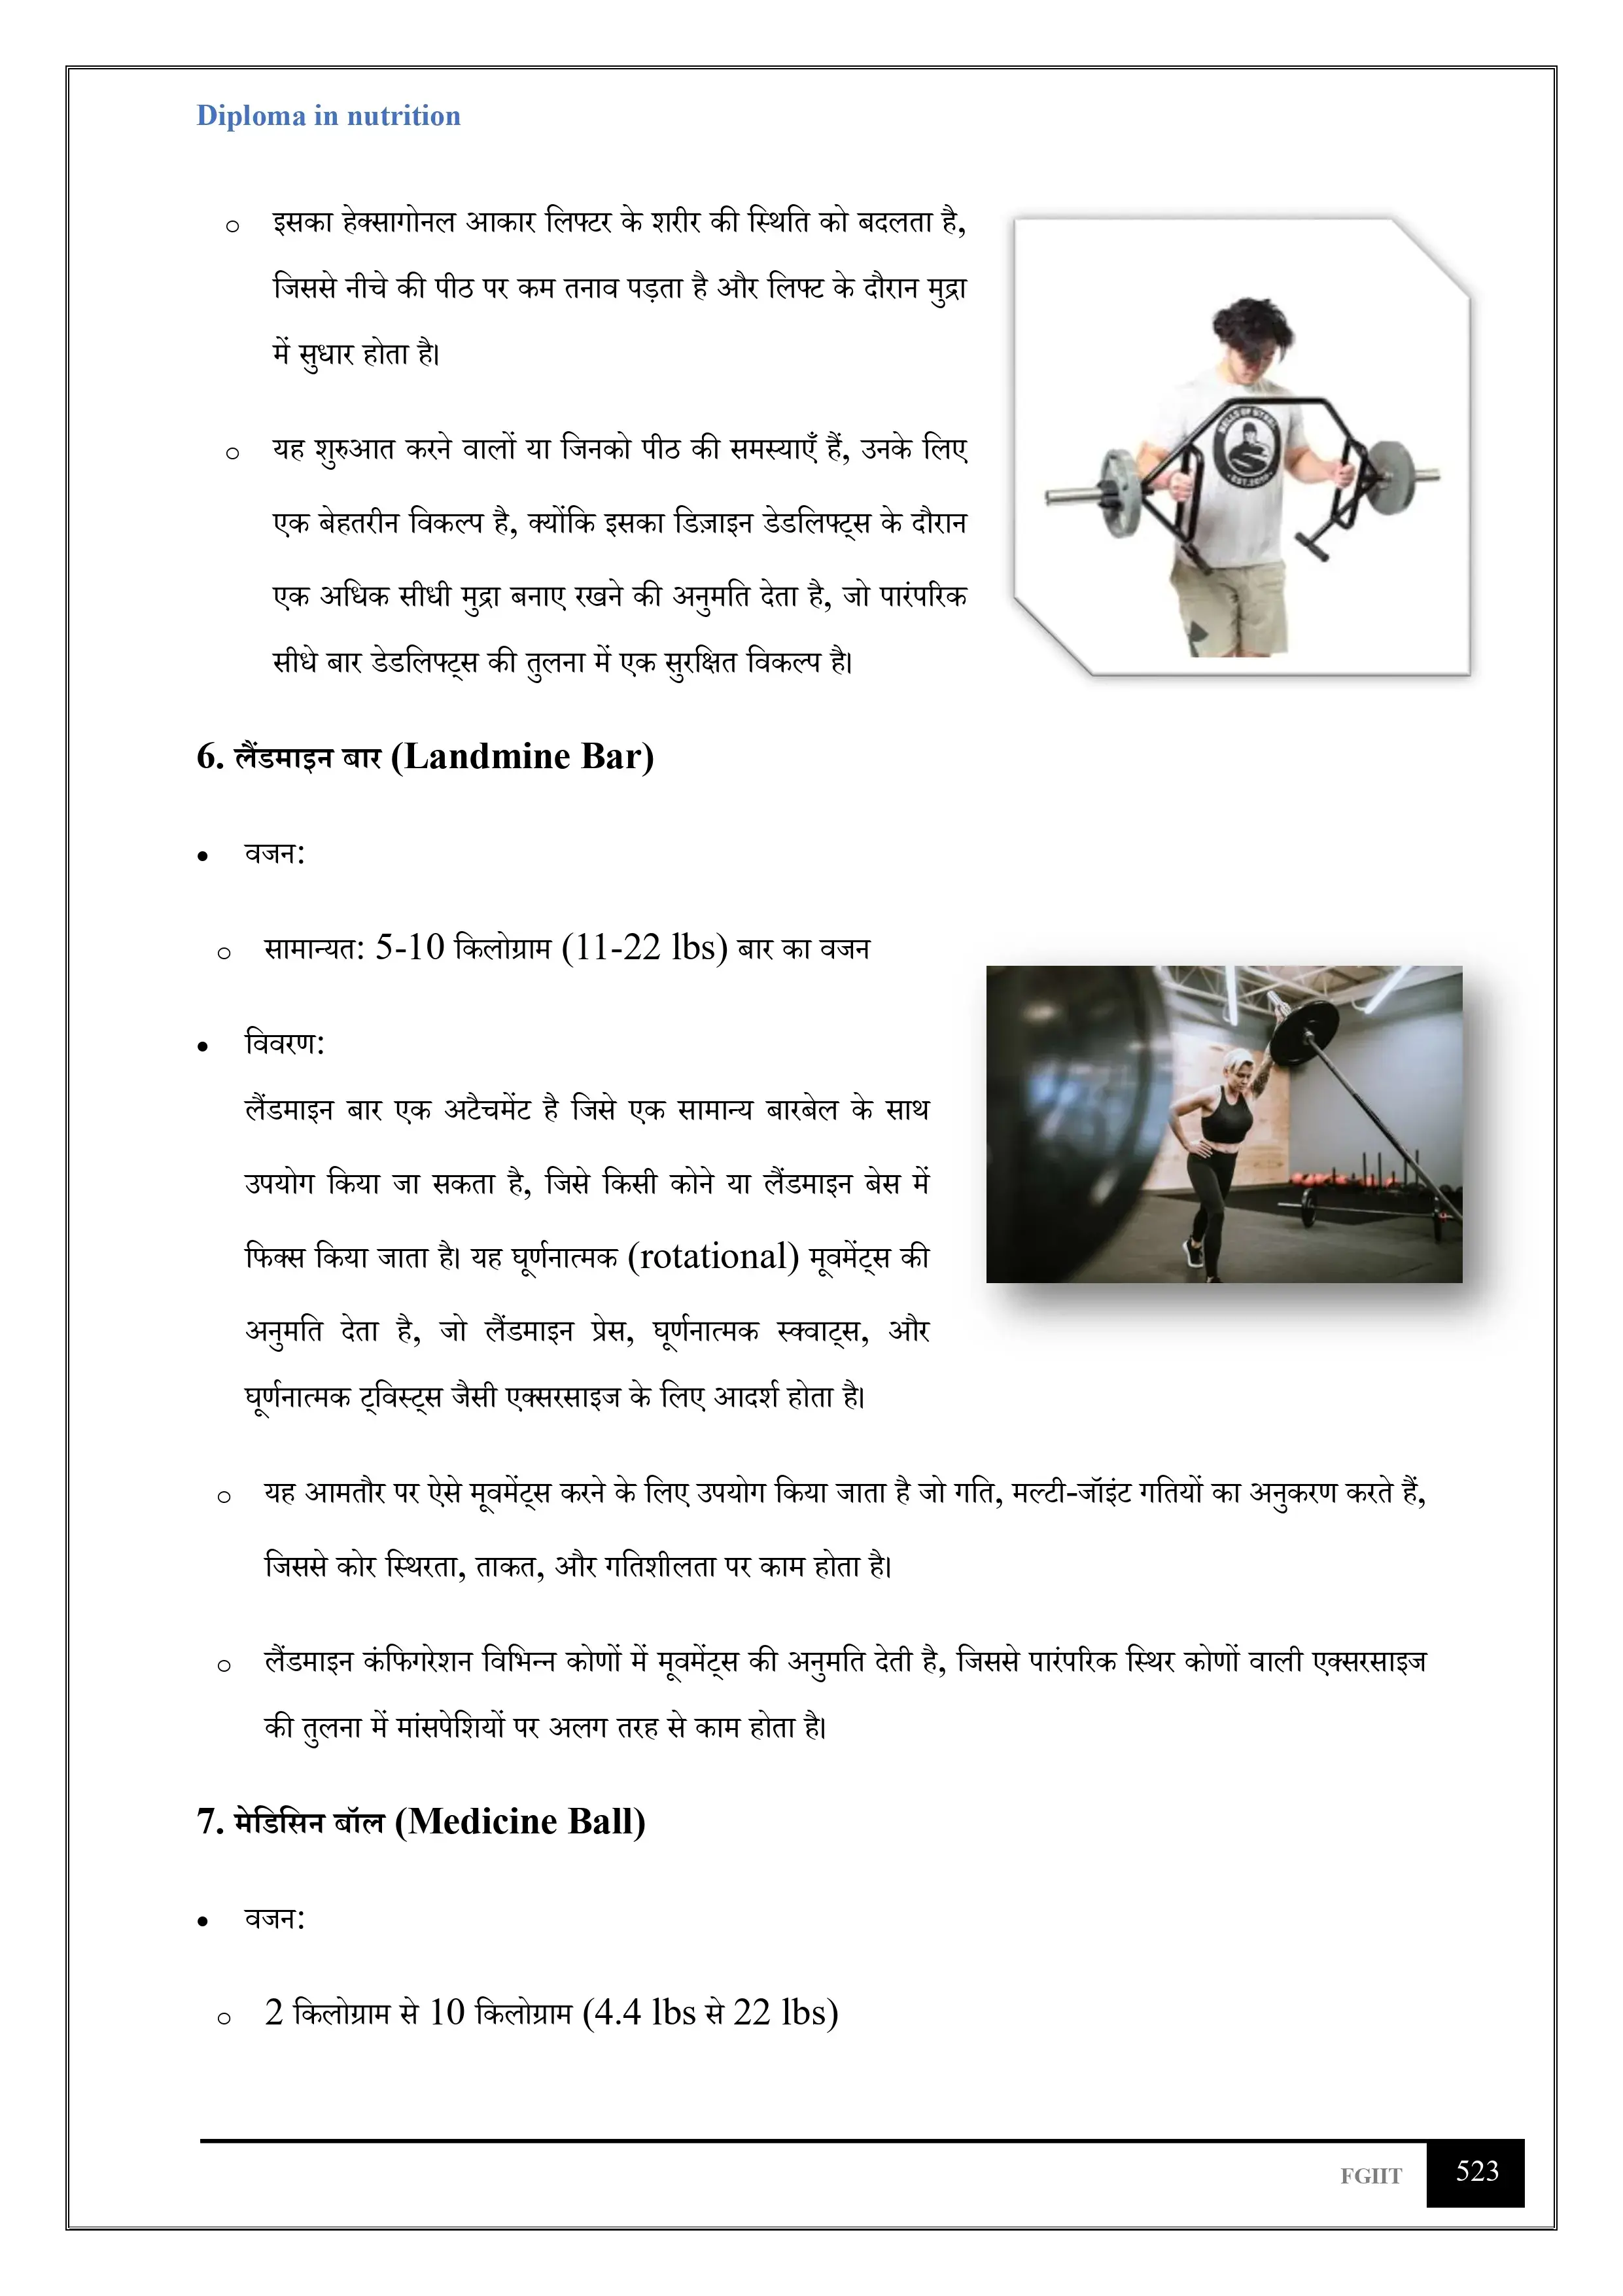 Diploma in nutrition
o इसका हेक्सागोनल आकार लिफ्टर के शरीर की स्थिति को बदलता है,
जिससे नीचे की पीठ पर कम तनाव पड़ता है और लिफ्ट के दौरान मुद्रा
में सुधार होता है।
o यह शुरुआत करने वालों या जिनको पीठ की समस्याएँ हैं, उनके लिए
एक बेहतरीन विकल्प है, क्योंकि इसका डिज़ाइन डेडलिफ्ट्स के दौरान
एक अधिक सीधी मुद्रा बनाए रखने की अनुमति देता है, जो पारंपरिक
सीधे बार डेडलिफ्ट्स की तुलना में एक सुरक्षित विकल्प है।
6. लैंडमाइन बार (Landmine Bar)
• वजन:
o सामान्यत: 5-10 किलोग्राम (11-22 lbs) बार का वजन
• विवरण:
लैंडमाइन बार एक अटैचमेंट है जिसे एक सामान्य बारबेल के साथ
उपयोग किया जा सकता है, जिसे किसी कोने या लैंडमाइन बेस में
फिक्स किया जाता है। यह घूर्णनात्मक (rotational) मूवमेंट्स की
अनुमति देता है, जो लैंडमाइन प्रेस, घूर्णनात्मक स्क्वाट्स, और
घूर्णनात्मक ट्विस्ट्स जैसी एक्सरसाइज के लिए आदर्श होता है।
o यह आमतौर पर ऐसे मूवमेंट्स करने के लिए उपयोग किया जाता है जो गति, मल्टी-जॉइंट गतियों का अनुकरण करते हैं,
जिससे कोर स्थिरता, ताकत, और गतिशीलता पर काम होता है।
o लैंडमाइन कंफिगरेशन विभिन्न कोणों में मूवमेंट्स की अनुमति देती है, जिससे पारंपरिक स्थिर कोणों वाली एक्सरसाइज
की तुलना में मांसपेशियों पर अलग तरह से काम होता है।
7. मेडिसिन बॉल (Medicine Ball)
• वजन:
o 2 किलोग्राम से 10 किलोग्राम (4.4 lbs से 22 lbs)
FGIIT 523